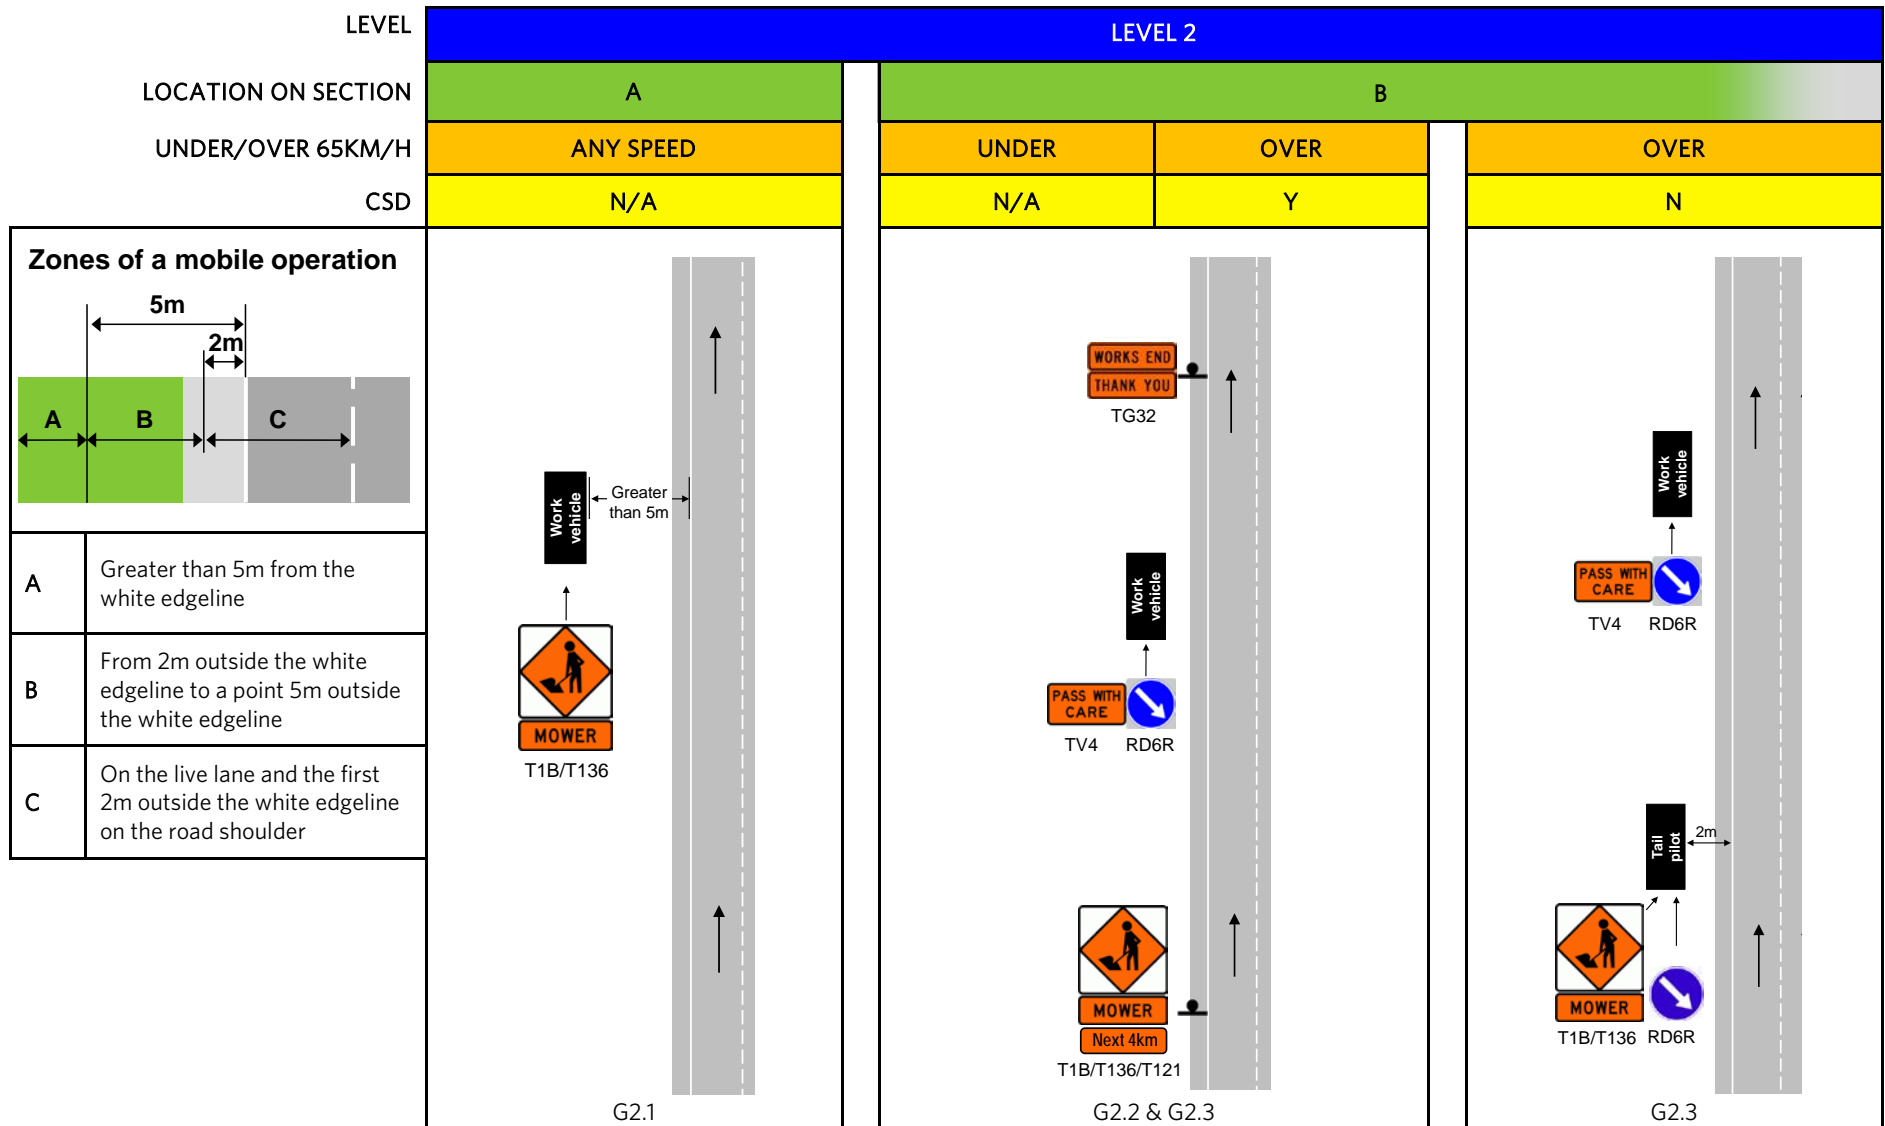 LEVEL
LEVEL 2
LOCATION ON SECTION
A
B
UNDER/OVER 65KM/H
ANY SPEED
UNDER
OVER
OVER
CSD
N/A
N/A
Y
N
Zones of a mobile operation
5m
2m
A
B
C
A
Greater than 5m from the
white edgeline
B
From 2m outside the white
edgeline to a point 5m outside
the white edgeline
C
On the live lane and the first
2m outside the white edgeline
on the road shoulder
Work
vehicle
Greater
than 5m
MOWER
T1B/T136
G2.1
WORKS END
THANK YOU
TG32
Work
vehicle
PASS WITH
CARE
TV4
RD6R
MOWER
Next 4km
T1B/T136/T121
G2.2 & G2.3
Work
vehicle
PASS WITH
CARE
TV4
RD6R
Tail
pilot
2m
MOWER
T1B/T136
RD6R
G2.3